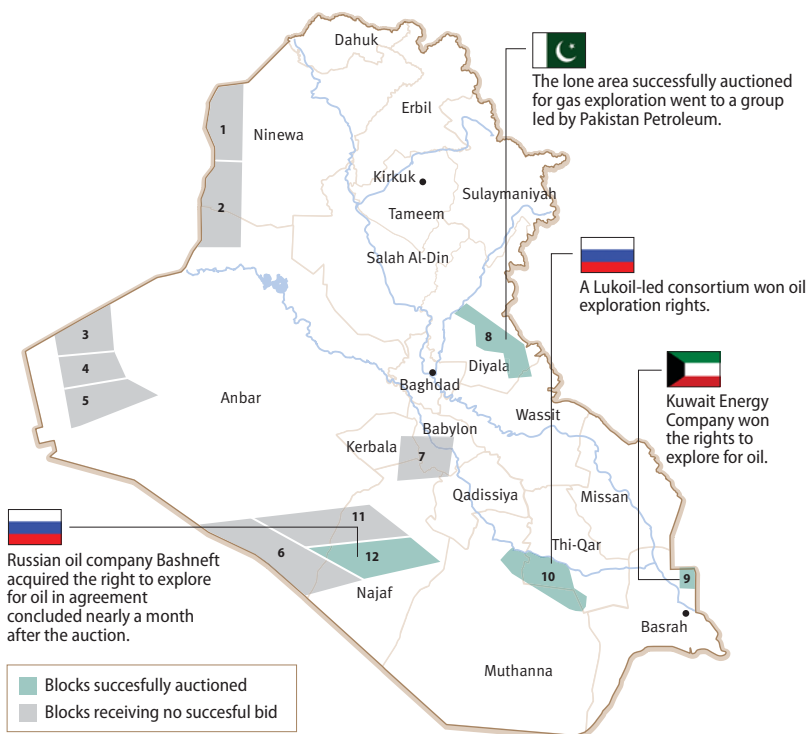 Dahuk
The lone area successfully auctioned
for gas exploration went to a group
led by Pakistan Petroleum.
Erbil
1
Ninewa
Kirkuk
Sulaymaniyah
2
Tameem
Salah Al-Din
A Lukoil-led consortium won oil
exploration rights.
3
8
4
Diyala
Baghdad
5
Anbar
Kuwait Energy
Company won
the rights to
explore for oil.
Wassit
Babylon
Kerbala
7
Qadissiya
Missan
11
Thi-Qar
6
12
Russian oil company Bashneft
acquired the right to explore
for oil in agreement
concluded nearly a month
after the auction.
10
9
Najaf
Basrah
Muthanna
Blocks succesfully auctioned
Blocks receiving no succesful bid